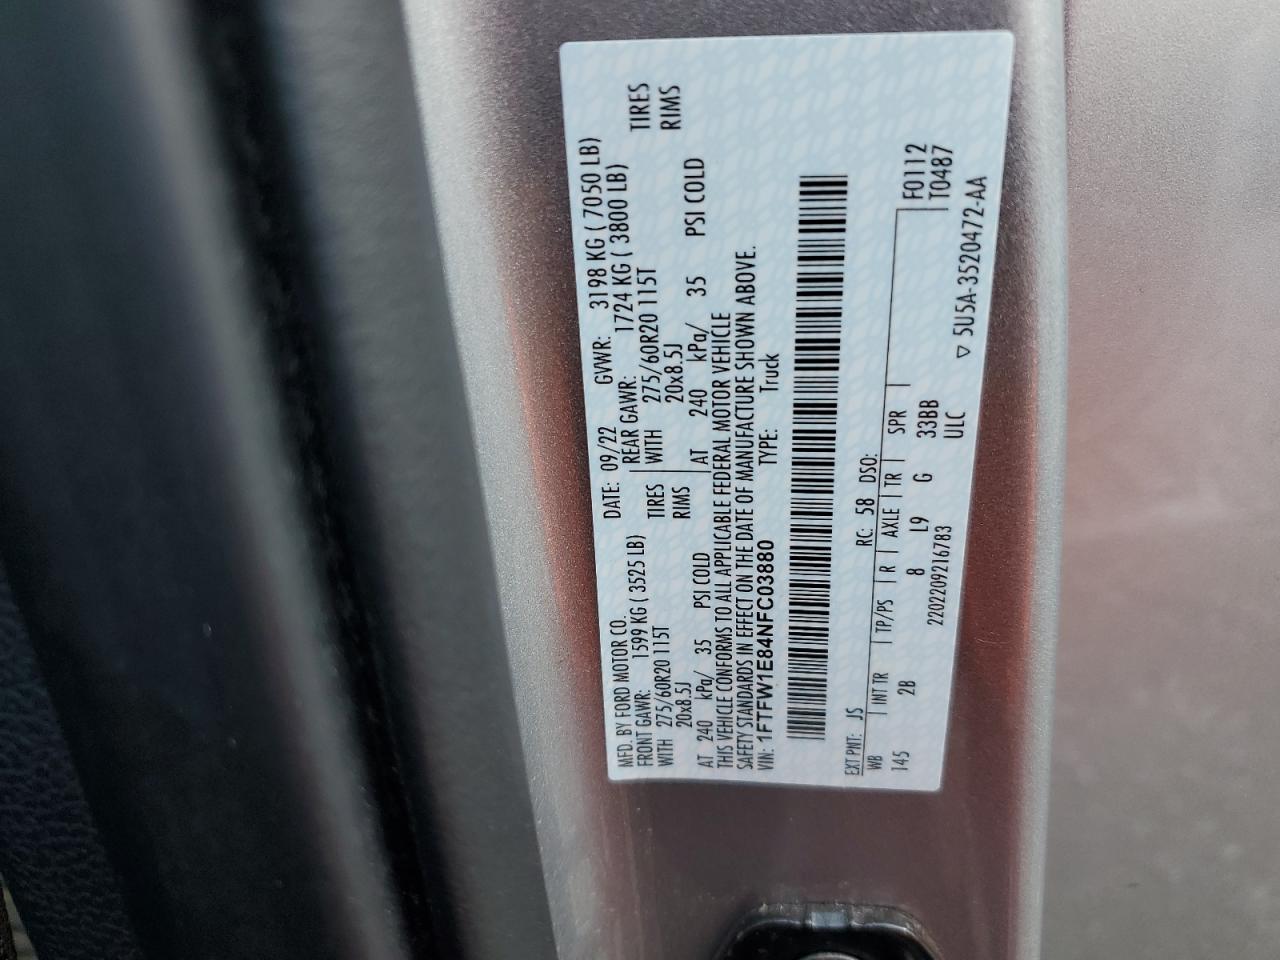 MFD. BY FORD MOTOR CO. DATE: 09/22 GVWR: 3198 KG ( 7050 LB)
FRONT GAWR: 1599 KG ( 3525 LB) REAR GAWR: 1724 KG ( 3800 LB)
WITH 275/60R20 115T TIRES WITH 275/60R20 115T TIRES
20x8.5J RIMS 20x8.5J RIMS
AT 240 kPa/ 35 PSI COLD AT 240 kPa/ 35 PSI COLD
THIS VEHICLE CONFORMS TO ALL APPLICABLE FEDERAL MOTOR VEHICLE
SAFETY STANDARDS IN EFFECT ON THE DATE OF MANUFACTURE SHOWN ABOVE.
VIN: 1FTFW1E84NFC03880 TYPE: Truck
EXT PNT: JS RC: 58 DSO:
WB INT TR TP/PS R AXLE TR SPR F0112
145 2B 8 L9 G 33BB T0487
2202209216783 ULC
▽ 5U5A-3520472-AA